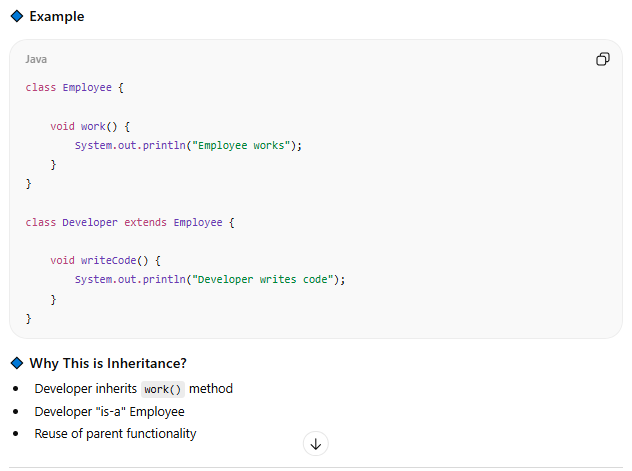 Example
Java
class Employee {
void work() {
System.out.println("Employee works");
}
}
class Developer extends Employee {
void writeCode() {
System.out.println("Developer writes code");
}
}
Why This is Inheritance?
Developer inherits work() method
Developer "is-a" Employee
Reuse of parent functionality